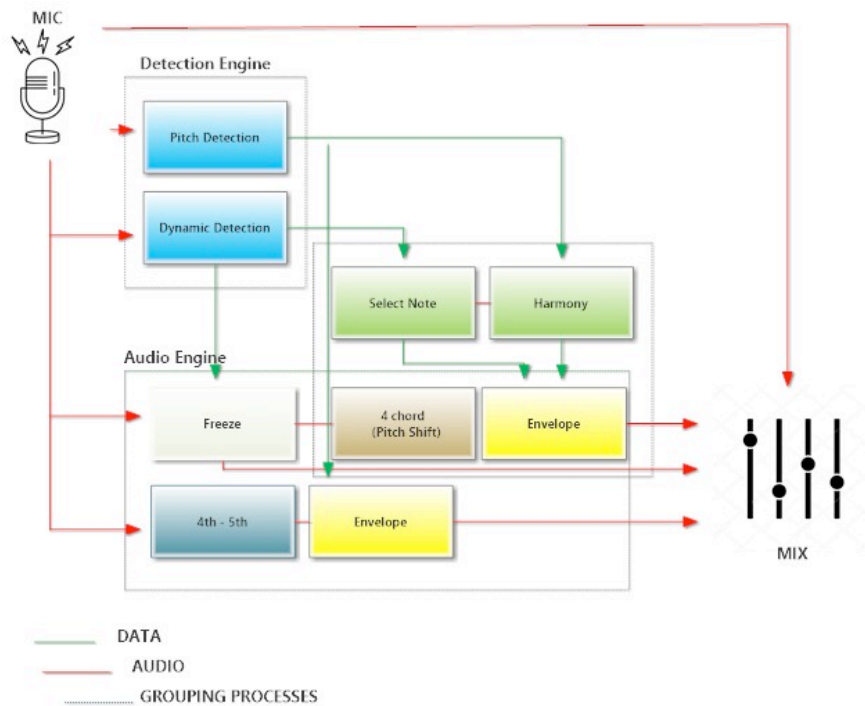 MIC
Detection Engine
Pitch Detection
Dynamic Detection
Select Note
Harmony
Audio Engine
Freeze
4 chord
(Pitch Shift)
Envelope
4th - 5th
Envelope
MIX
DATA
AUDIO
GROUPING PROCESSES